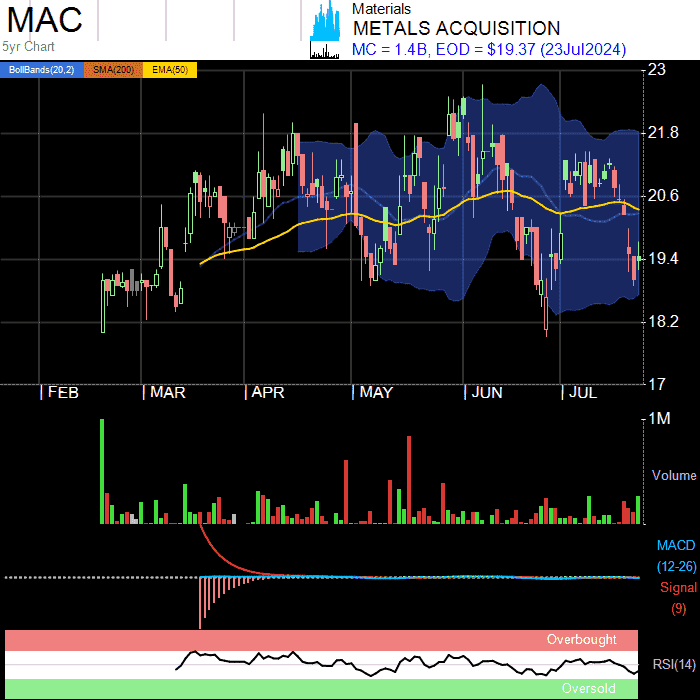 MAC
5yr Chart
Materials
METALS ACQUISITION
MC = 1.4B, EOD = $19.37 (23Jul2024)
BollBands(20,2) SMA(200) EMA(50)
23
21.8
20.6
19.4
18.2
17
| FEB | MAR | APR | MAY | JUN | JUL
1M
Volume
MACD
(12-26)
Signal
(9)
Overbought
RSI(14)
Oversold